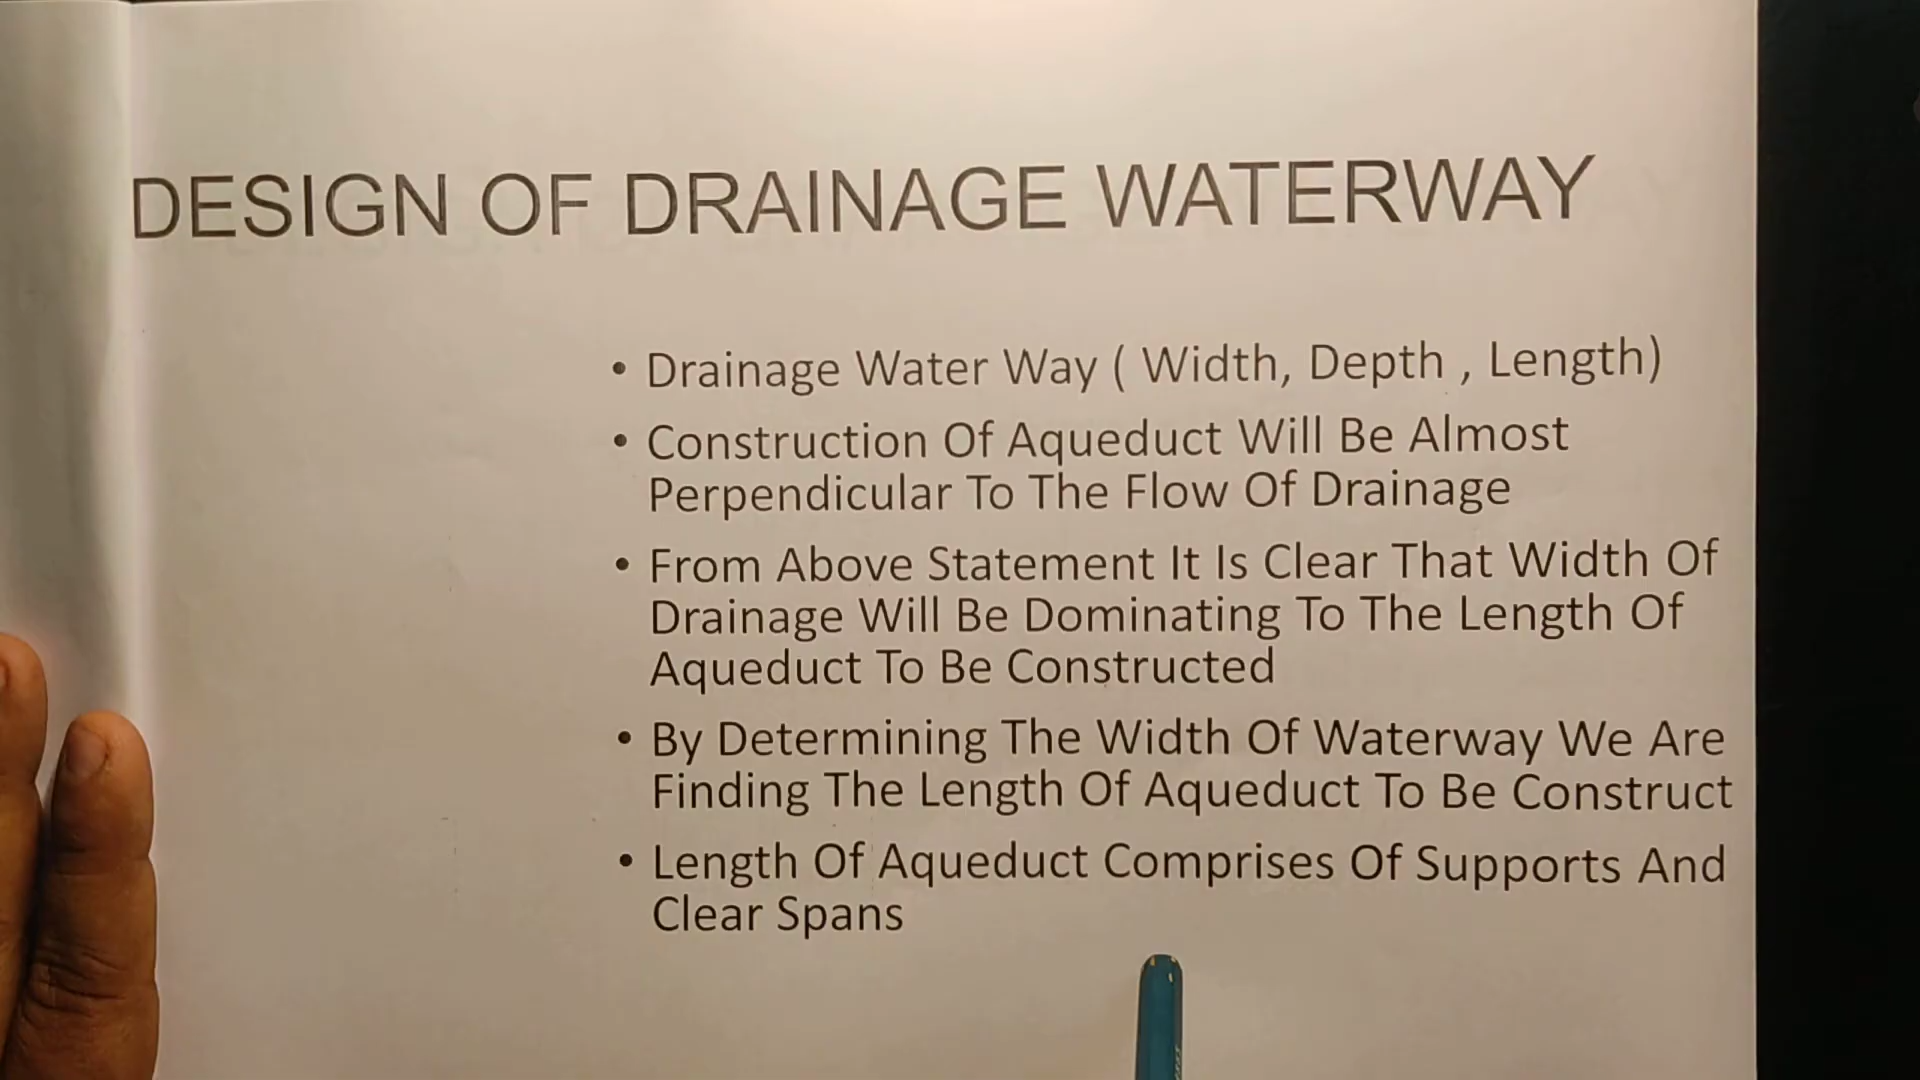 DESIGN OF DRAINAGE WATERWAY
• Drainage Water Way ( Width, Depth , Length)
• Construction Of Aqueduct Will Be Almost
Perpendicular To The Flow Of Drainage
• From Above Statement It Is Clear That Width Of
Drainage Will Be Dominating To The Length Of
Aqueduct To Be Constructed
• By Determining The Width Of Waterway We Are
Finding The Length Of Aqueduct To Be Construct
• Length Of Aqueduct Comprises Of Supports And
Clear Spans